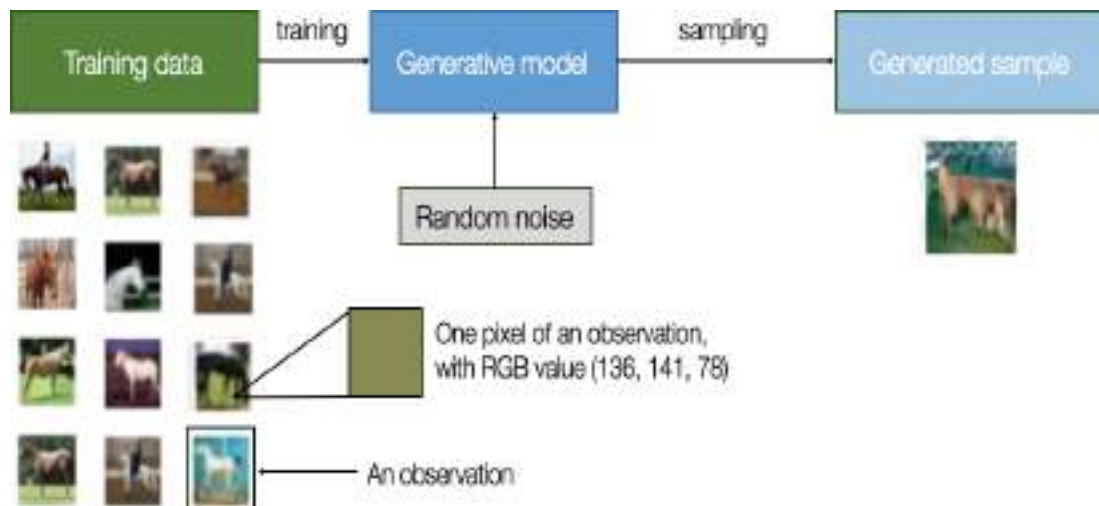 Training data
training
Generative model
sampling
Generated sample
Random noise
One pixel of an observation,
with RGB value (136, 141, 78)
An observation